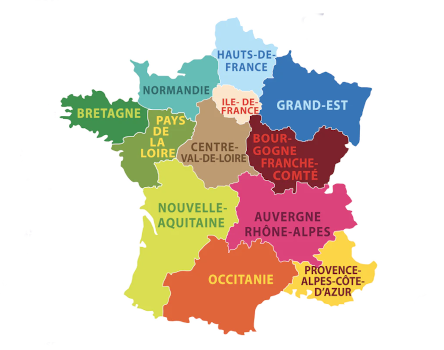 HAUTS-DE-
FRANCE
NORMANDIE
ILE- DE-
FRANCE
GRAND-EST
BRETAGNE
PAYS
DE
LA
LOIRE
CENTRE-
VAL-DE-LOIRE
BOUR-
GOGNE
FRANCHE-
COMTÉ
NOUVELLE-
AQUITAINE
AUVERGNE
RHÔNE-ALPES
OCCITANIE
PROVENCE-
ALPES-CÔTE-
D'AZUR